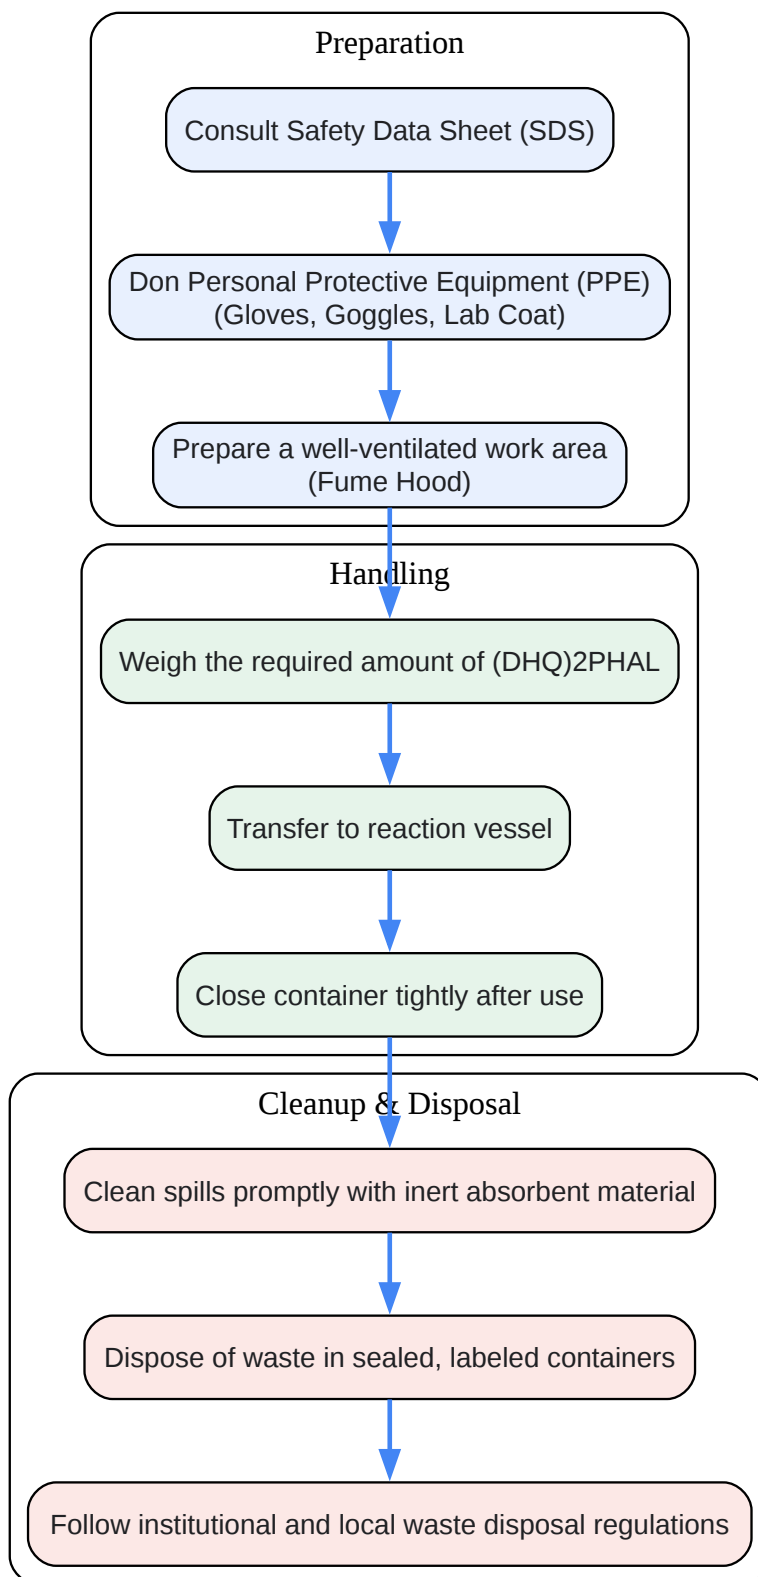 Preparation
Consult Safety Data Sheet (SDS)
Don Personal Protective Equipment (PPE)
(Gloves, Goggles, Lab Coat)
Prepare a well-ventilated work area
(Fume Hood)
Handling
Weigh the required amount of (DHQ)2PHAL
Transfer to reaction vessel
Close container tightly after use
Cleanup & Disposal
Clean spills promptly with inert absorbent material
Dispose of waste in sealed, labeled containers
Follow institutional and local waste disposal regulations